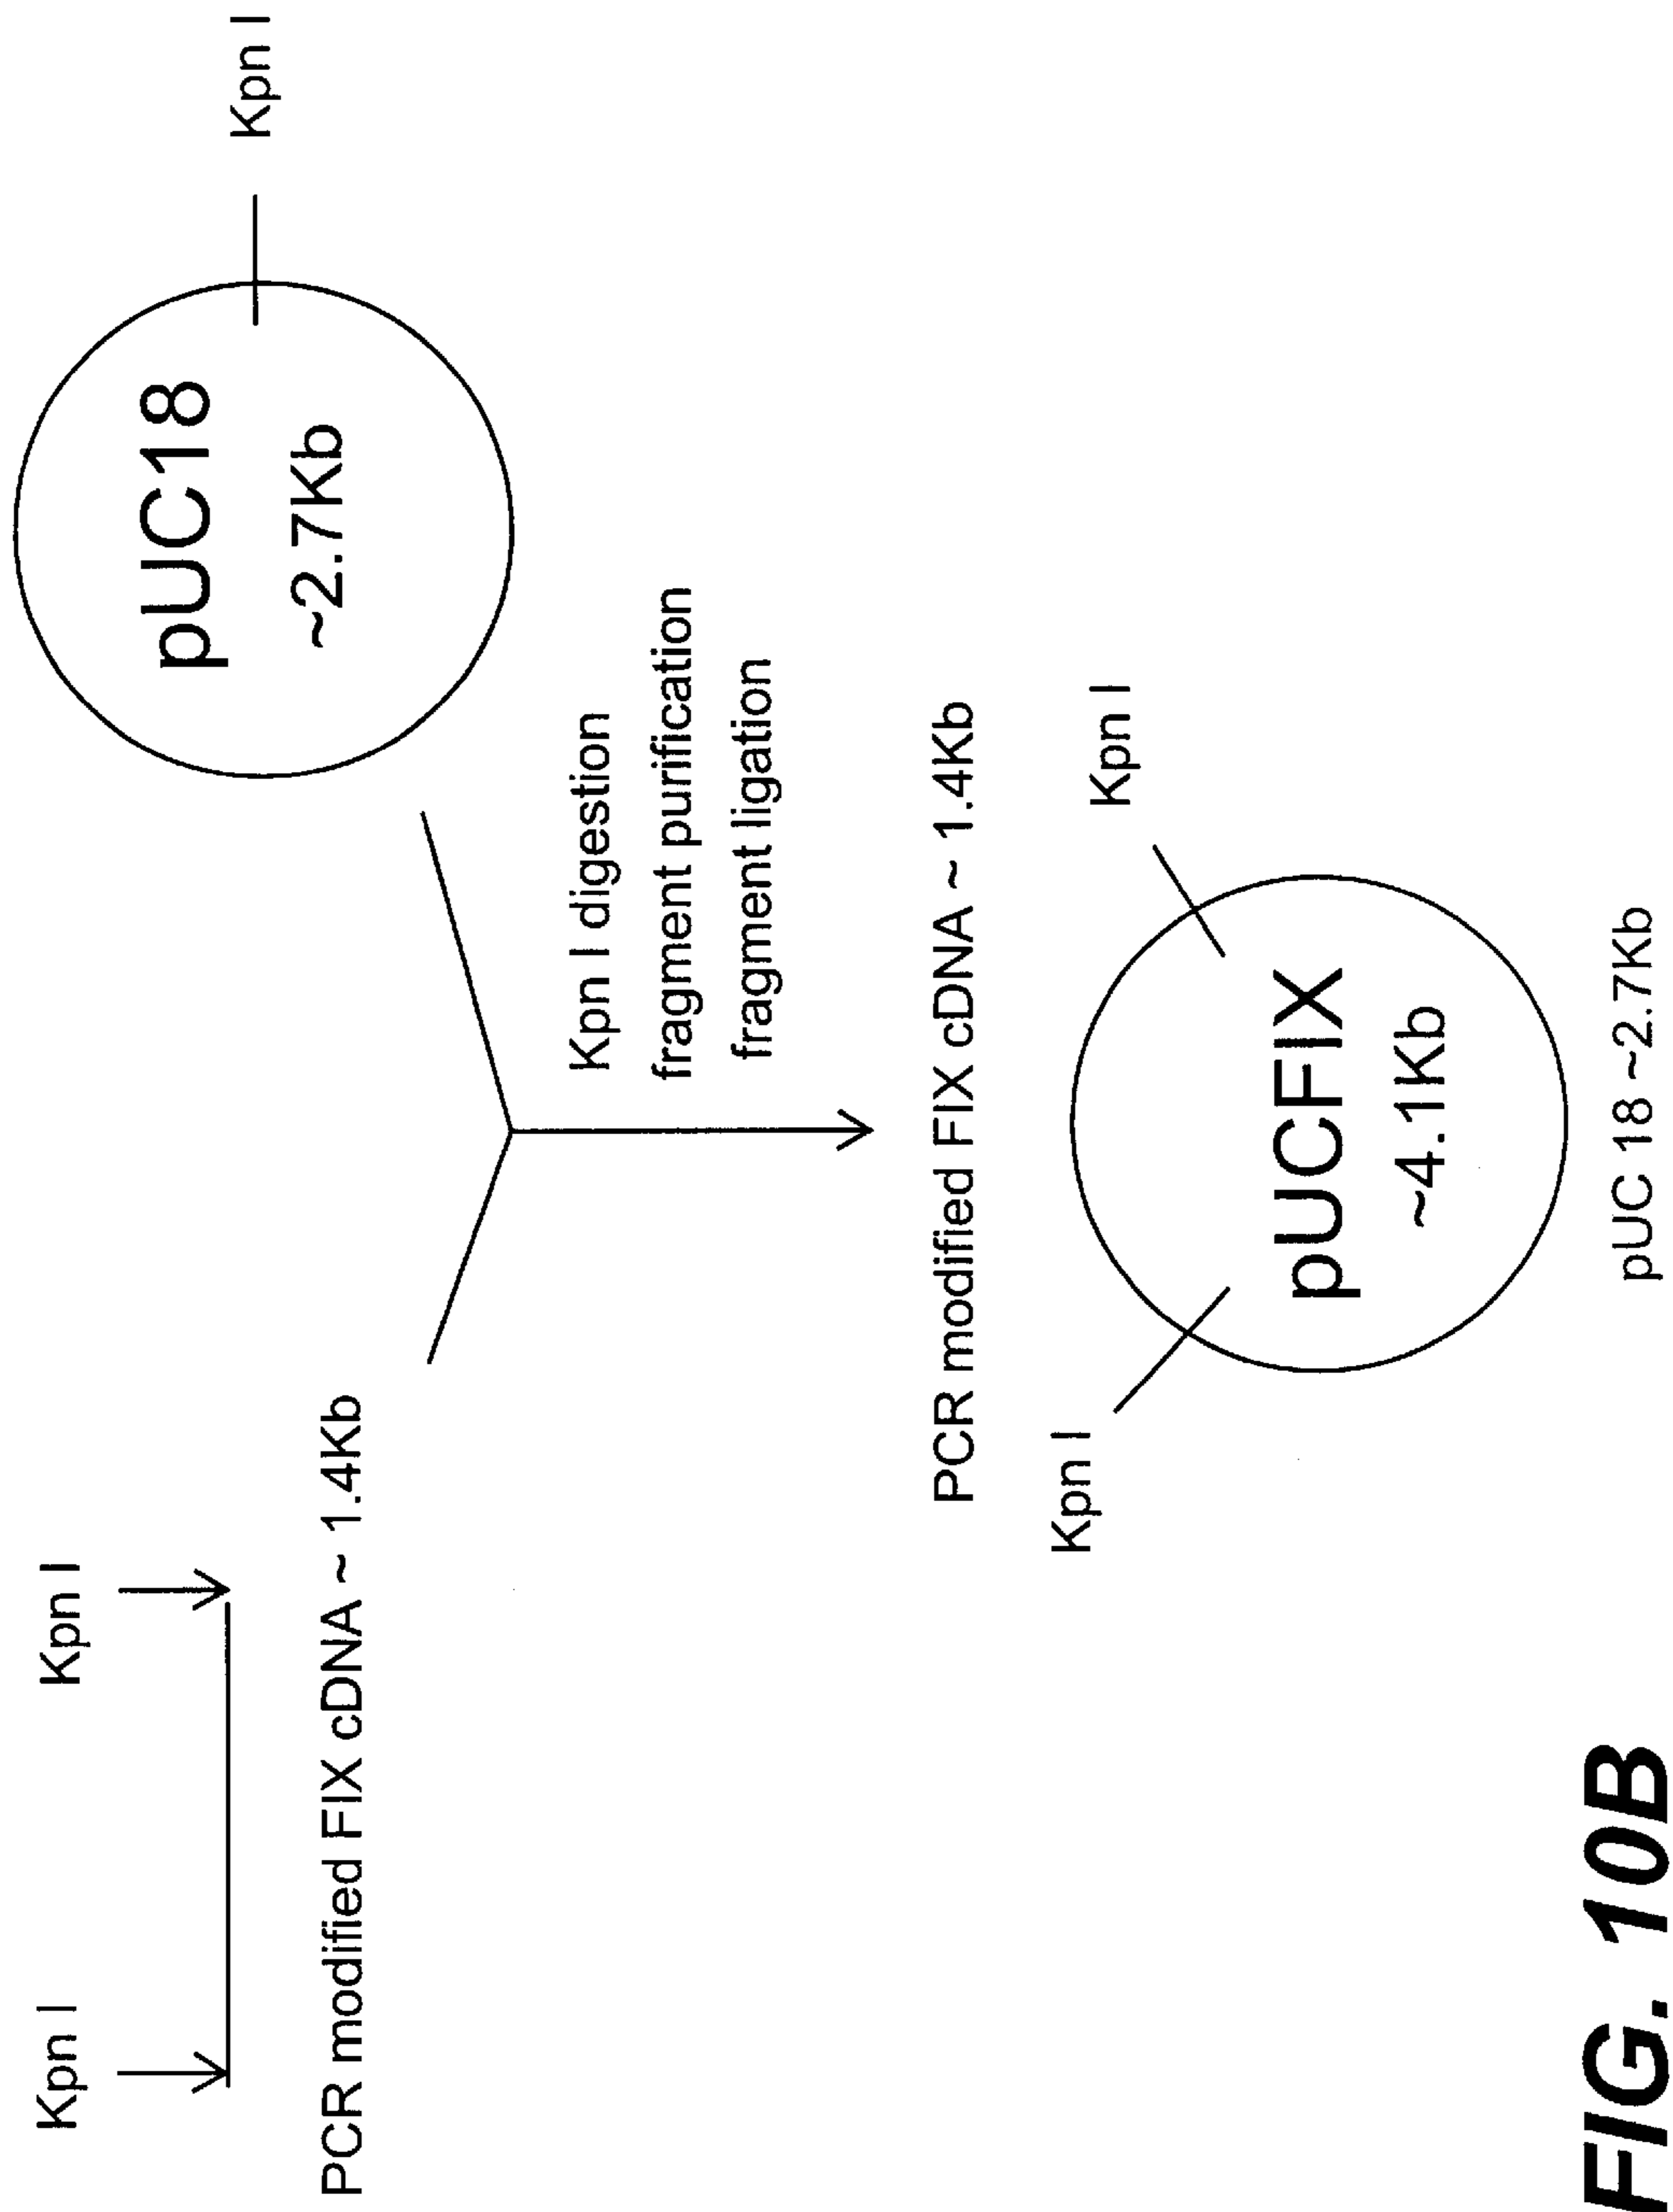 Kpn I
Kpn I
PCR modified FIX cDNA ~ 1.4Kb
pUC18
~2.7Kb
Kpn I
Kpn I digestion
fragment purification
fragment ligation
PCR modified FIX cDNA ~ 1.4Kb
Kpn I
Kpn I
pUCFIX
~4.1Kb
pUC 18 ~2.7Kb
FIG. 10B